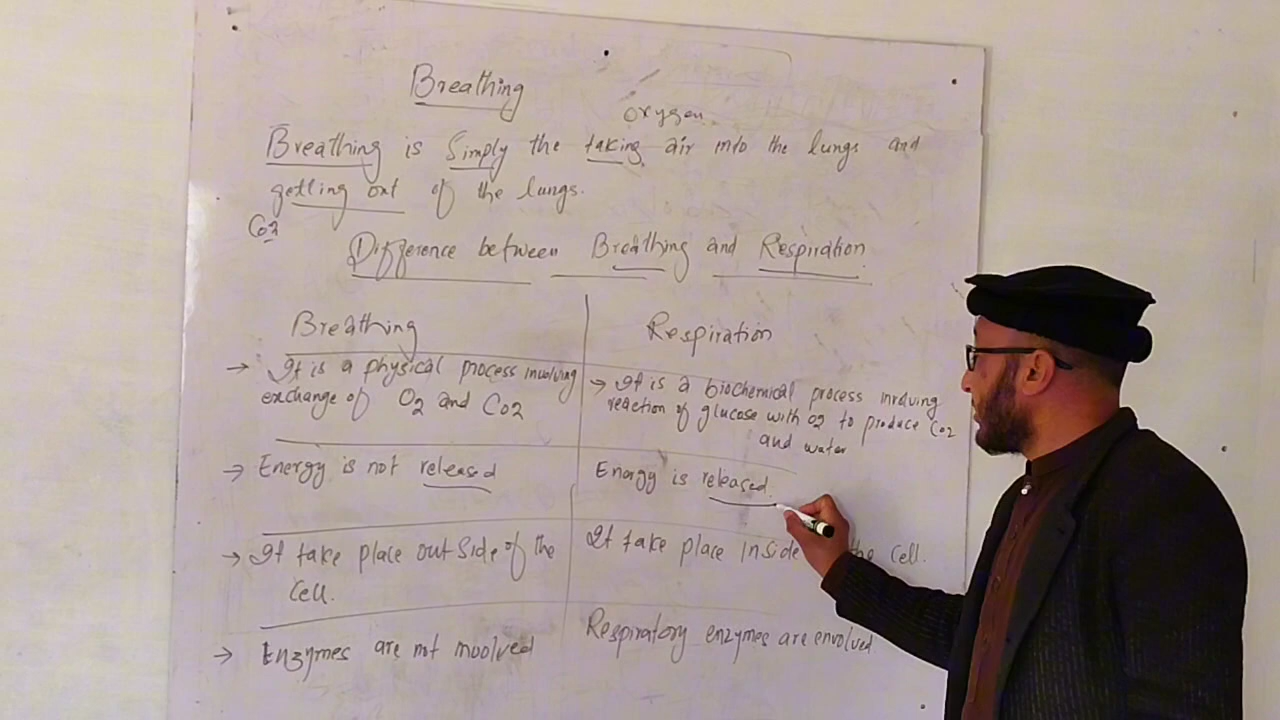 Breathing
oxygen
Breathing is Simply the taking air into the lungs and
getting out of the lungs.
Co2
Difference between Breathing and Respiration
Breathing
Respiration
→ It is a physical process involving
exchange of O2 and Co2
→ It is a biochemical process involving
reaction of glucose with o2 to produce Co2
and water
→ Energy is not released
Energy is released.
→ It take place outside of the
Cell.
It take place inside the cell.
→ Enzymes are not involved
Respiratory enzymes are envolved